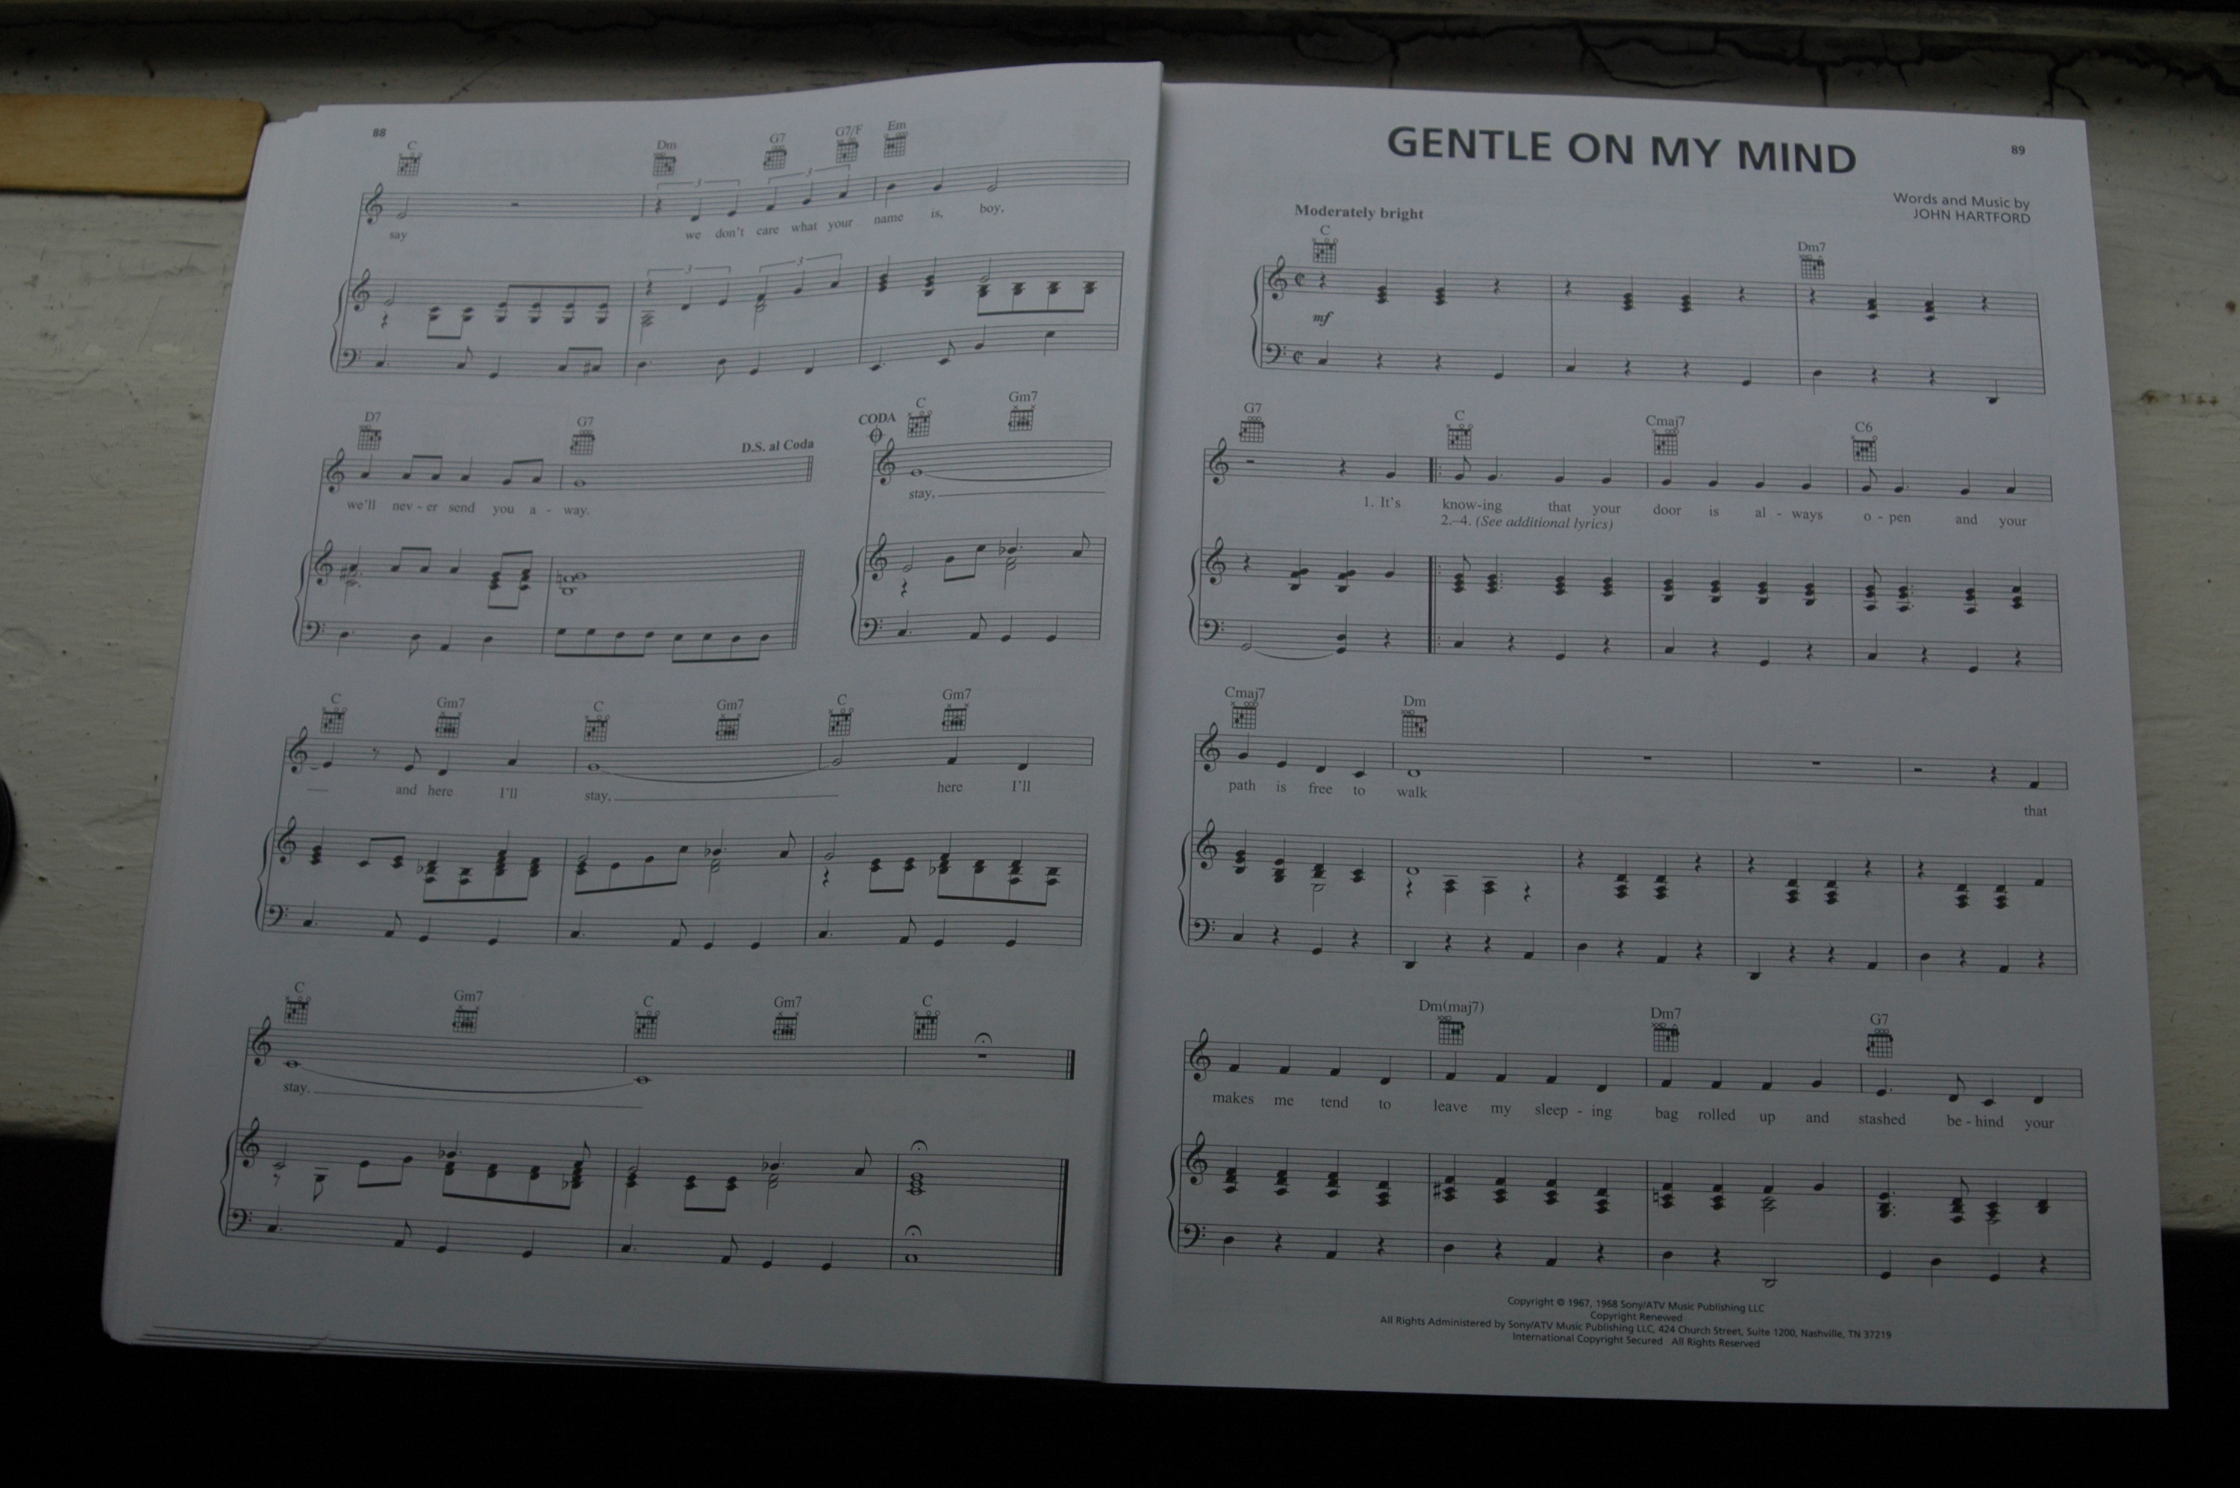 88
C Dm G7 G7/F Em
say we don't care what your name is, boy,
3 3
3 3
D7 G7
D.S. al Coda
we'll nev - er send you a - way.
CODA
C Gm7
stay,
C Gm7 C Gm7 C Gm7
and here I'll stay, here I'll
C Gm7 C Gm7 C
stay.
89
GENTLE ON MY MIND
Words and Music by
JOHN HARTFORD
Moderately bright
C Dm7
mf
G7 C Cmaj7 C6
1. It's know-ing that your door is al - ways o - pen and your
2.-4. (See additional lyrics)
Cmaj7 Dm
path is free to walk that
Dm(maj7) Dm7 G7
makes me tend to leave my sleep - ing bag rolled up and stashed be - hind your
Copyright © 1967, 1968 Sony/ATV Music Publishing LLC
Copyright Renewed
All Rights Administered by Sony/ATV Music Publishing LLC, 424 Church Street, Suite 1200, Nashville, TN 37219
International Copyright Secured All Rights Reserved